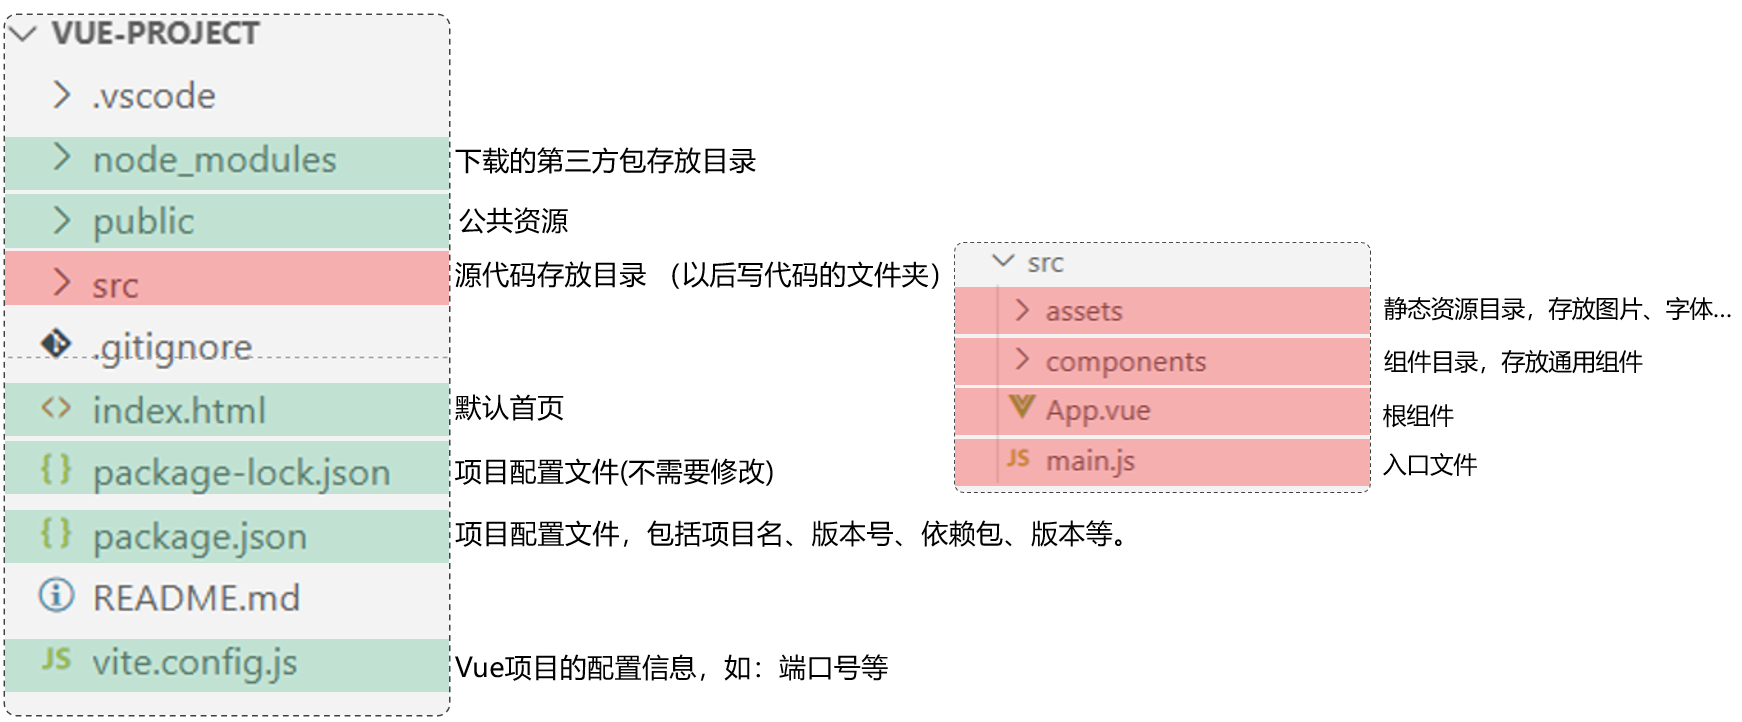 VUE-PROJECT
.vscode
node_modules 下载的第三方包存放目录
public 公共资源
src 源代码存放目录 （以后写代码的文件夹）
.gitignore
index.html 默认首页
package-lock.json 项目配置文件(不需要修改)
package.json 项目配置文件，包括项目名、版本号、依赖包、版本等。
README.md
JS vite.config.js Vue项目的配置信息，如：端口号等
src
assets 静态资源目录，存放图片、字体...
components 组件目录，存放通用组件
App.vue 根组件
JS main.js 入口文件